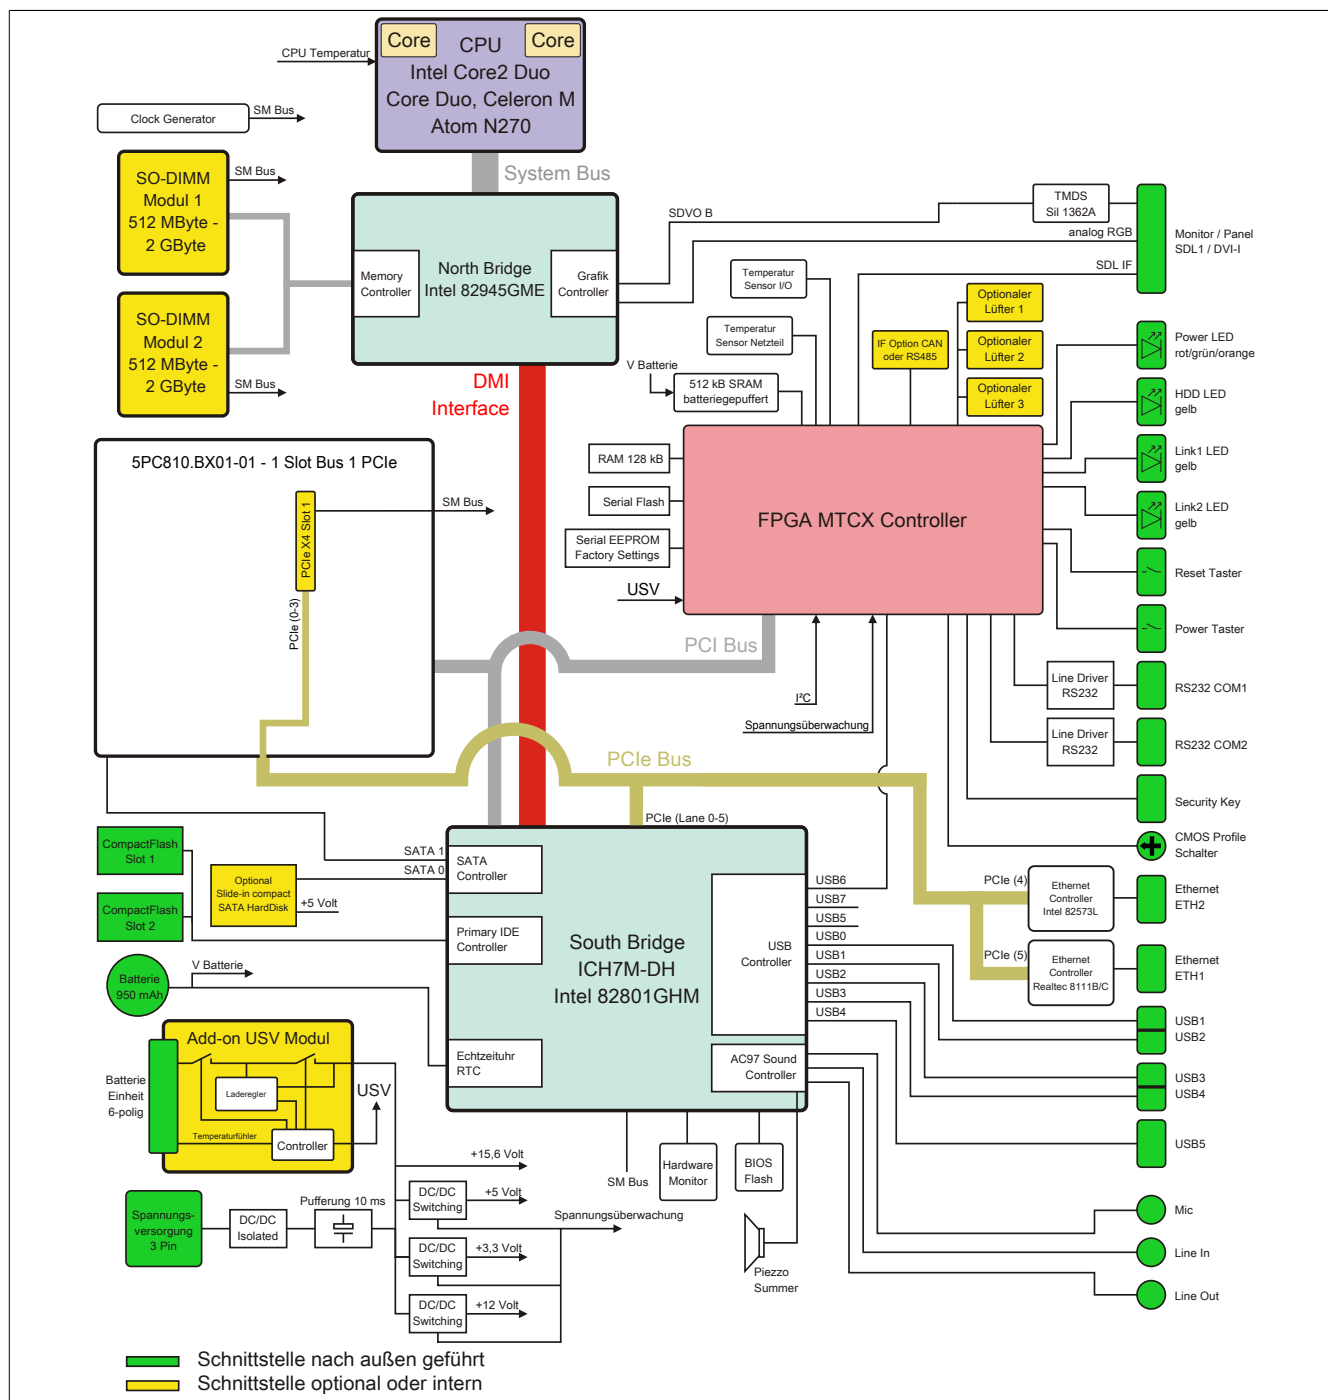 Core
CPU
Core
Intel Core2 Duo
Core Duo, Celeron M
Atom N270
CPU Temperatur
Clock Generator
SM Bus
SO-DIMM
Modul 1
512 MByte -
2 GByte
SM Bus
SO-DIMM
Modul 2
512 MByte -
2 GByte
SM Bus
System Bus
Memory
Controller
North Bridge
Intel 82945GME
Grafik
Controller
SDVO B
TMDS
Sil 1362A
analog RGB
SDL IF
Monitor / Panel
SDL1 / DVI-I
Temperatur
Sensor I/O
Temperatur
Sensor Netzteil
V Batterie
512 kB SRAM
batteriegepuffert
IF Option CAN
oder RS485
Optionaler
Lüfter 1
Optionaler
Lüfter 2
Optionaler
Lüfter 3
Power LED
rot/grün/orange
HDD LED
gelb
Link1 LED
gelb
Link2 LED
gelb
Reset Taster
Power Taster
DMI
Interface
5PC810.BX01-01 - 1 Slot Bus 1 PCIe
PCIe X4 Slot 1
SM Bus
PCIe (0-3)
RAM 128 kB
Serial Flash
Serial EEPROM
Factory Settings
USV
FPGA MTCX Controller
PCI Bus
I²C
Spannungsüberwachung
Line Driver
RS232
RS232 COM1
Line Driver
RS232
RS232 COM2
Security Key
CMOS Profile
Schalter
PCIe Bus
PCIe (Lane 0-5)
CompactFlash
Slot 1
CompactFlash
Slot 2
Optional
Slide-in compact
SATA HardDisk
+5 Volt
SATA 1
SATA 0
SATA
Controller
Primary IDE
Controller
South Bridge
ICH7M-DH
Intel 82801GHM
USB
Controller
USB6
USB7
USB5
USB0
USB1
USB2
USB3
USB4
PCIe (4)
Ethernet
Controller
Intel 82573L
Ethernet
ETH2
PCIe (5)
Ethernet
Controller
Realtec 8111B/C
Ethernet
ETH1
USB1
USB2
USB3
USB4
USB5
Batterie
950 mAh
V Batterie
Echtzeituhr
RTC
AC97 Sound
Controller
Add-on USV Modul
Batterie
Einheit
6-polig
Laderegler
Temperaturfühler
Controller
USV
SM Bus
Hardware
Monitor
BIOS
Flash
Piezzo
Summer
Mic
Line In
Line Out
Spannungs-
versorgung
3 Pin
DC/DC
Isolated
Pufferung 10 ms
+15,6 Volt
DC/DC
Switching
+5 Volt
Spannungsüberwachung
DC/DC
Switching
+3,3 Volt
DC/DC
Switching
+12 Volt
Schnittstelle nach außen geführt
Schnittstelle optional oder intern